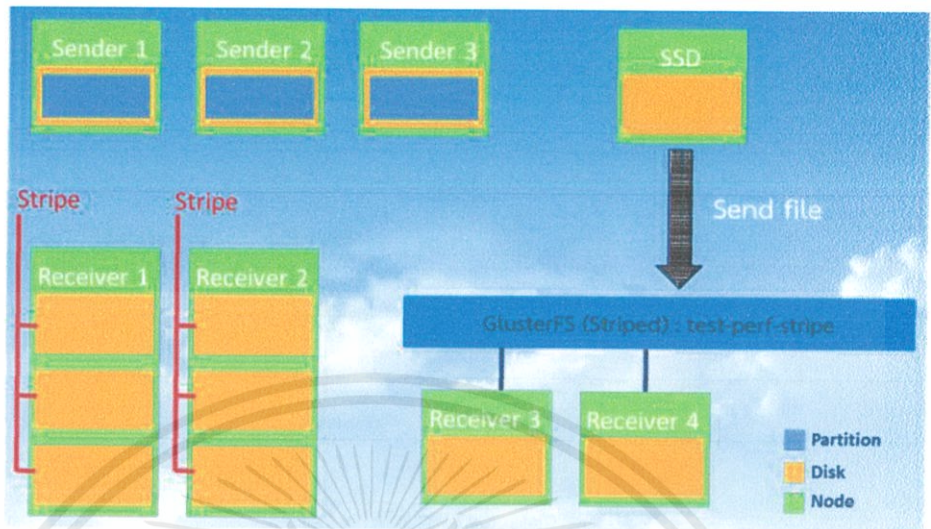 Sender 1
Sender 2
Sender 3
SSD
Send file
Stripe
Stripe
Receiver 1
Receiver 2
GlusterFS (Striped) : test-perf-stripe
Receiver 3
Receiver 4
Partition
Disk
Node